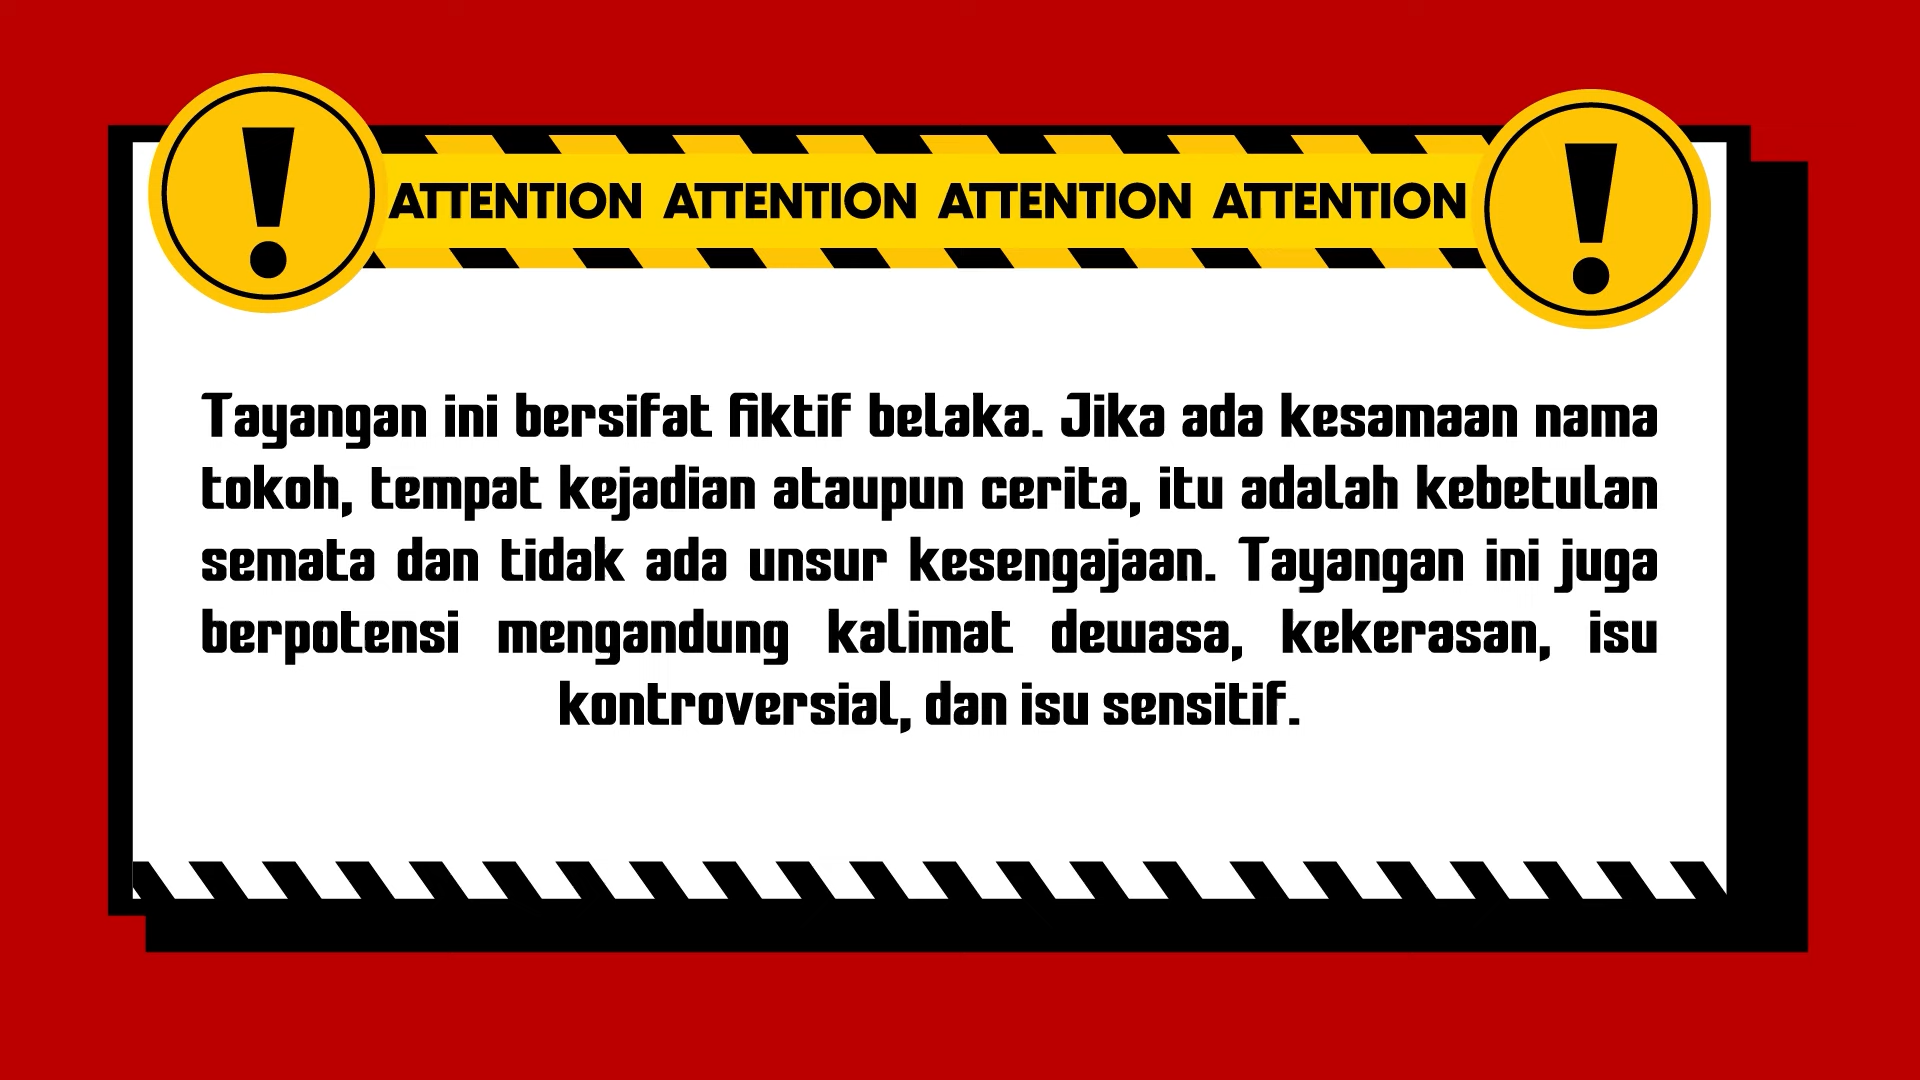 ATTENTION ATTENTION ATTENTION ATTENTION
Tayangan ini bersifat fiktif belaka. Jika ada kesamaan nama
tokoh, tempat kejadian ataupun cerita, itu adalah kebetulan
semata dan tidak ada unsur kesengajaan. Tayangan ini juga
berpotensi mengandung kalimat dewasa, kekerasan, isu
kontroversial, dan isu sensitif.